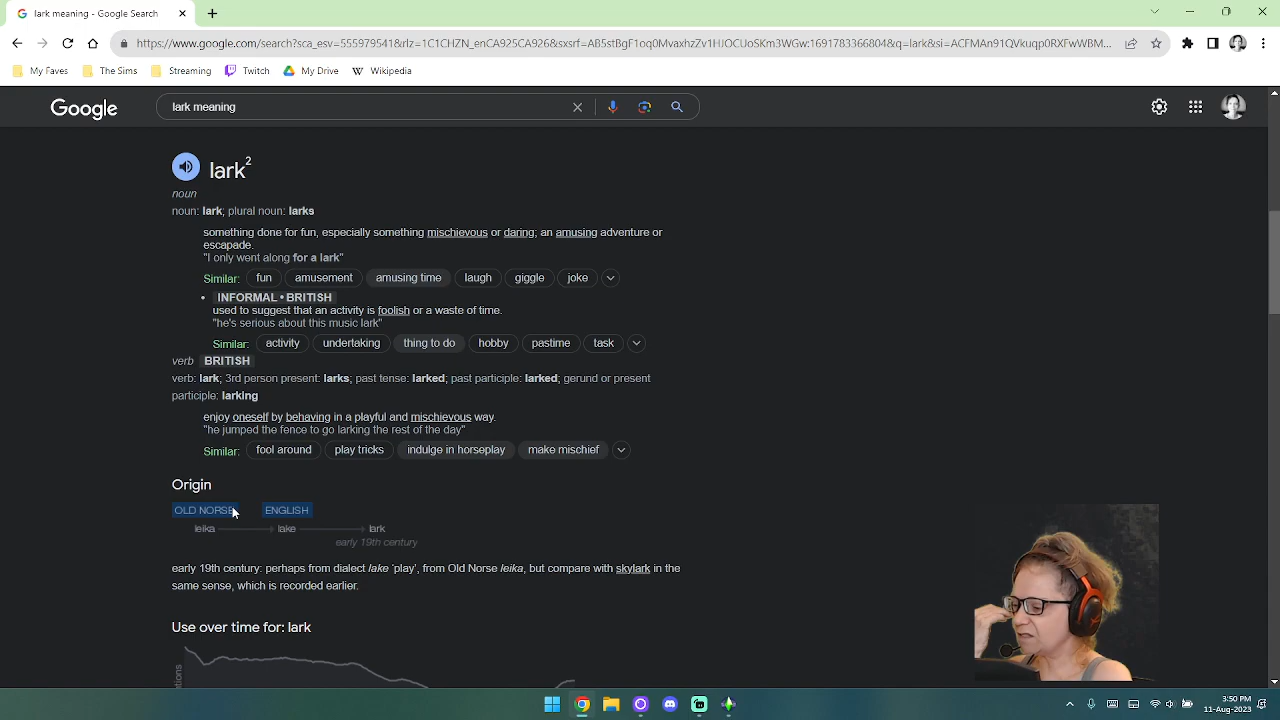 lark meaning - Google Search
https://www.google.com/search?sca_esv=555979541&rlz=1C1CHZN_enCA925CA926&sxsrf=AB5stBgF1oq0MvaxhzZv1HJOCUoSKm3WGw:1691783366804&q=lark&si=ACFMAn91QVkuqp0RXFwWBM...
My Faves The Sims Streaming Twitch My Drive Wikipedia
Google lark meaning
lark2
noun
noun: lark; plural noun: larks
something done for fun, especially something mischievous or daring; an amusing adventure or
escapade.
"I only went along for a lark"
Similar: fun amusement amusing time laugh giggle joke
• INFORMAL • BRITISH
used to suggest that an activity is foolish or a waste of time.
"he's serious about this music lark"
Similar: activity undertaking thing to do hobby pastime task
verb BRITISH
verb: lark; 3rd person present: larks; past tense: larked; past participle: larked; gerund or present
participle: larking
enjoy oneself by behaving in a playful and mischievous way.
"he jumped the fence to go larking the rest of the day"
Similar: fool around play tricks indulge in horseplay make mischief
Origin
OLD NORSE ENGLISH
leika lake lark
early 19th century
early 19th century: perhaps from dialect lake ‘play’, from Old Norse leika, but compare with skylark in the
same sense, which is recorded earlier.
Use over time for: lark
3:50 PM
11-Aug-2023